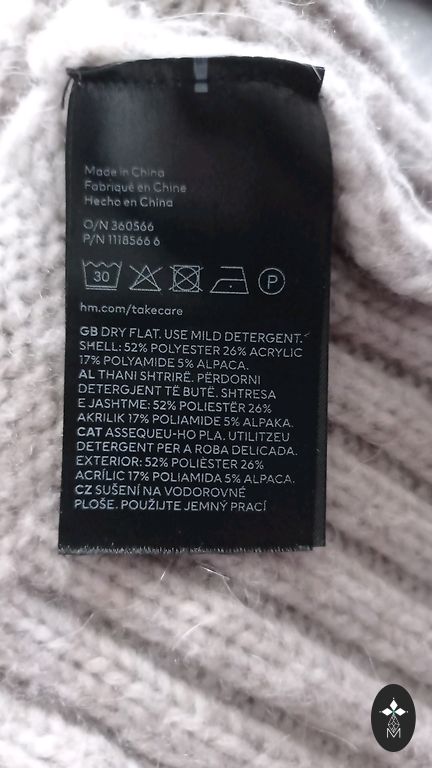 Made in China
Fabriqué en Chine
Hecho en China
O/N 360566
P/N 1118566 6
30
P
hm.com/takecare
GB DRY FLAT. USE MILD DETERGENT.
SHELL: 52% POLYESTER 26% ACRYLIC
17% POLYAMIDE 5% ALPACA.
AL THANI SHTRIRË. PËRDORNI
DETERGJENT TË BUTË. SHTRESA
E JASHTME: 52% POLIESTËR 26%
AKRILIK 17% POLIAMIDE 5% ALPAKA.
CAT ASSEQUEU-HO PLA. UTILITZEU
DETERGENT PER A ROBA DELICADA.
EXTERIOR: 52% POLIÈSTER 26%
ACRÍLIC 17% POLIAMIDA 5% ALPACA.
CZ SUŠENÍ NA VODOROVNÉ
PLOŠE. POUŽIJTE JEMNÝ PRACÍ
M